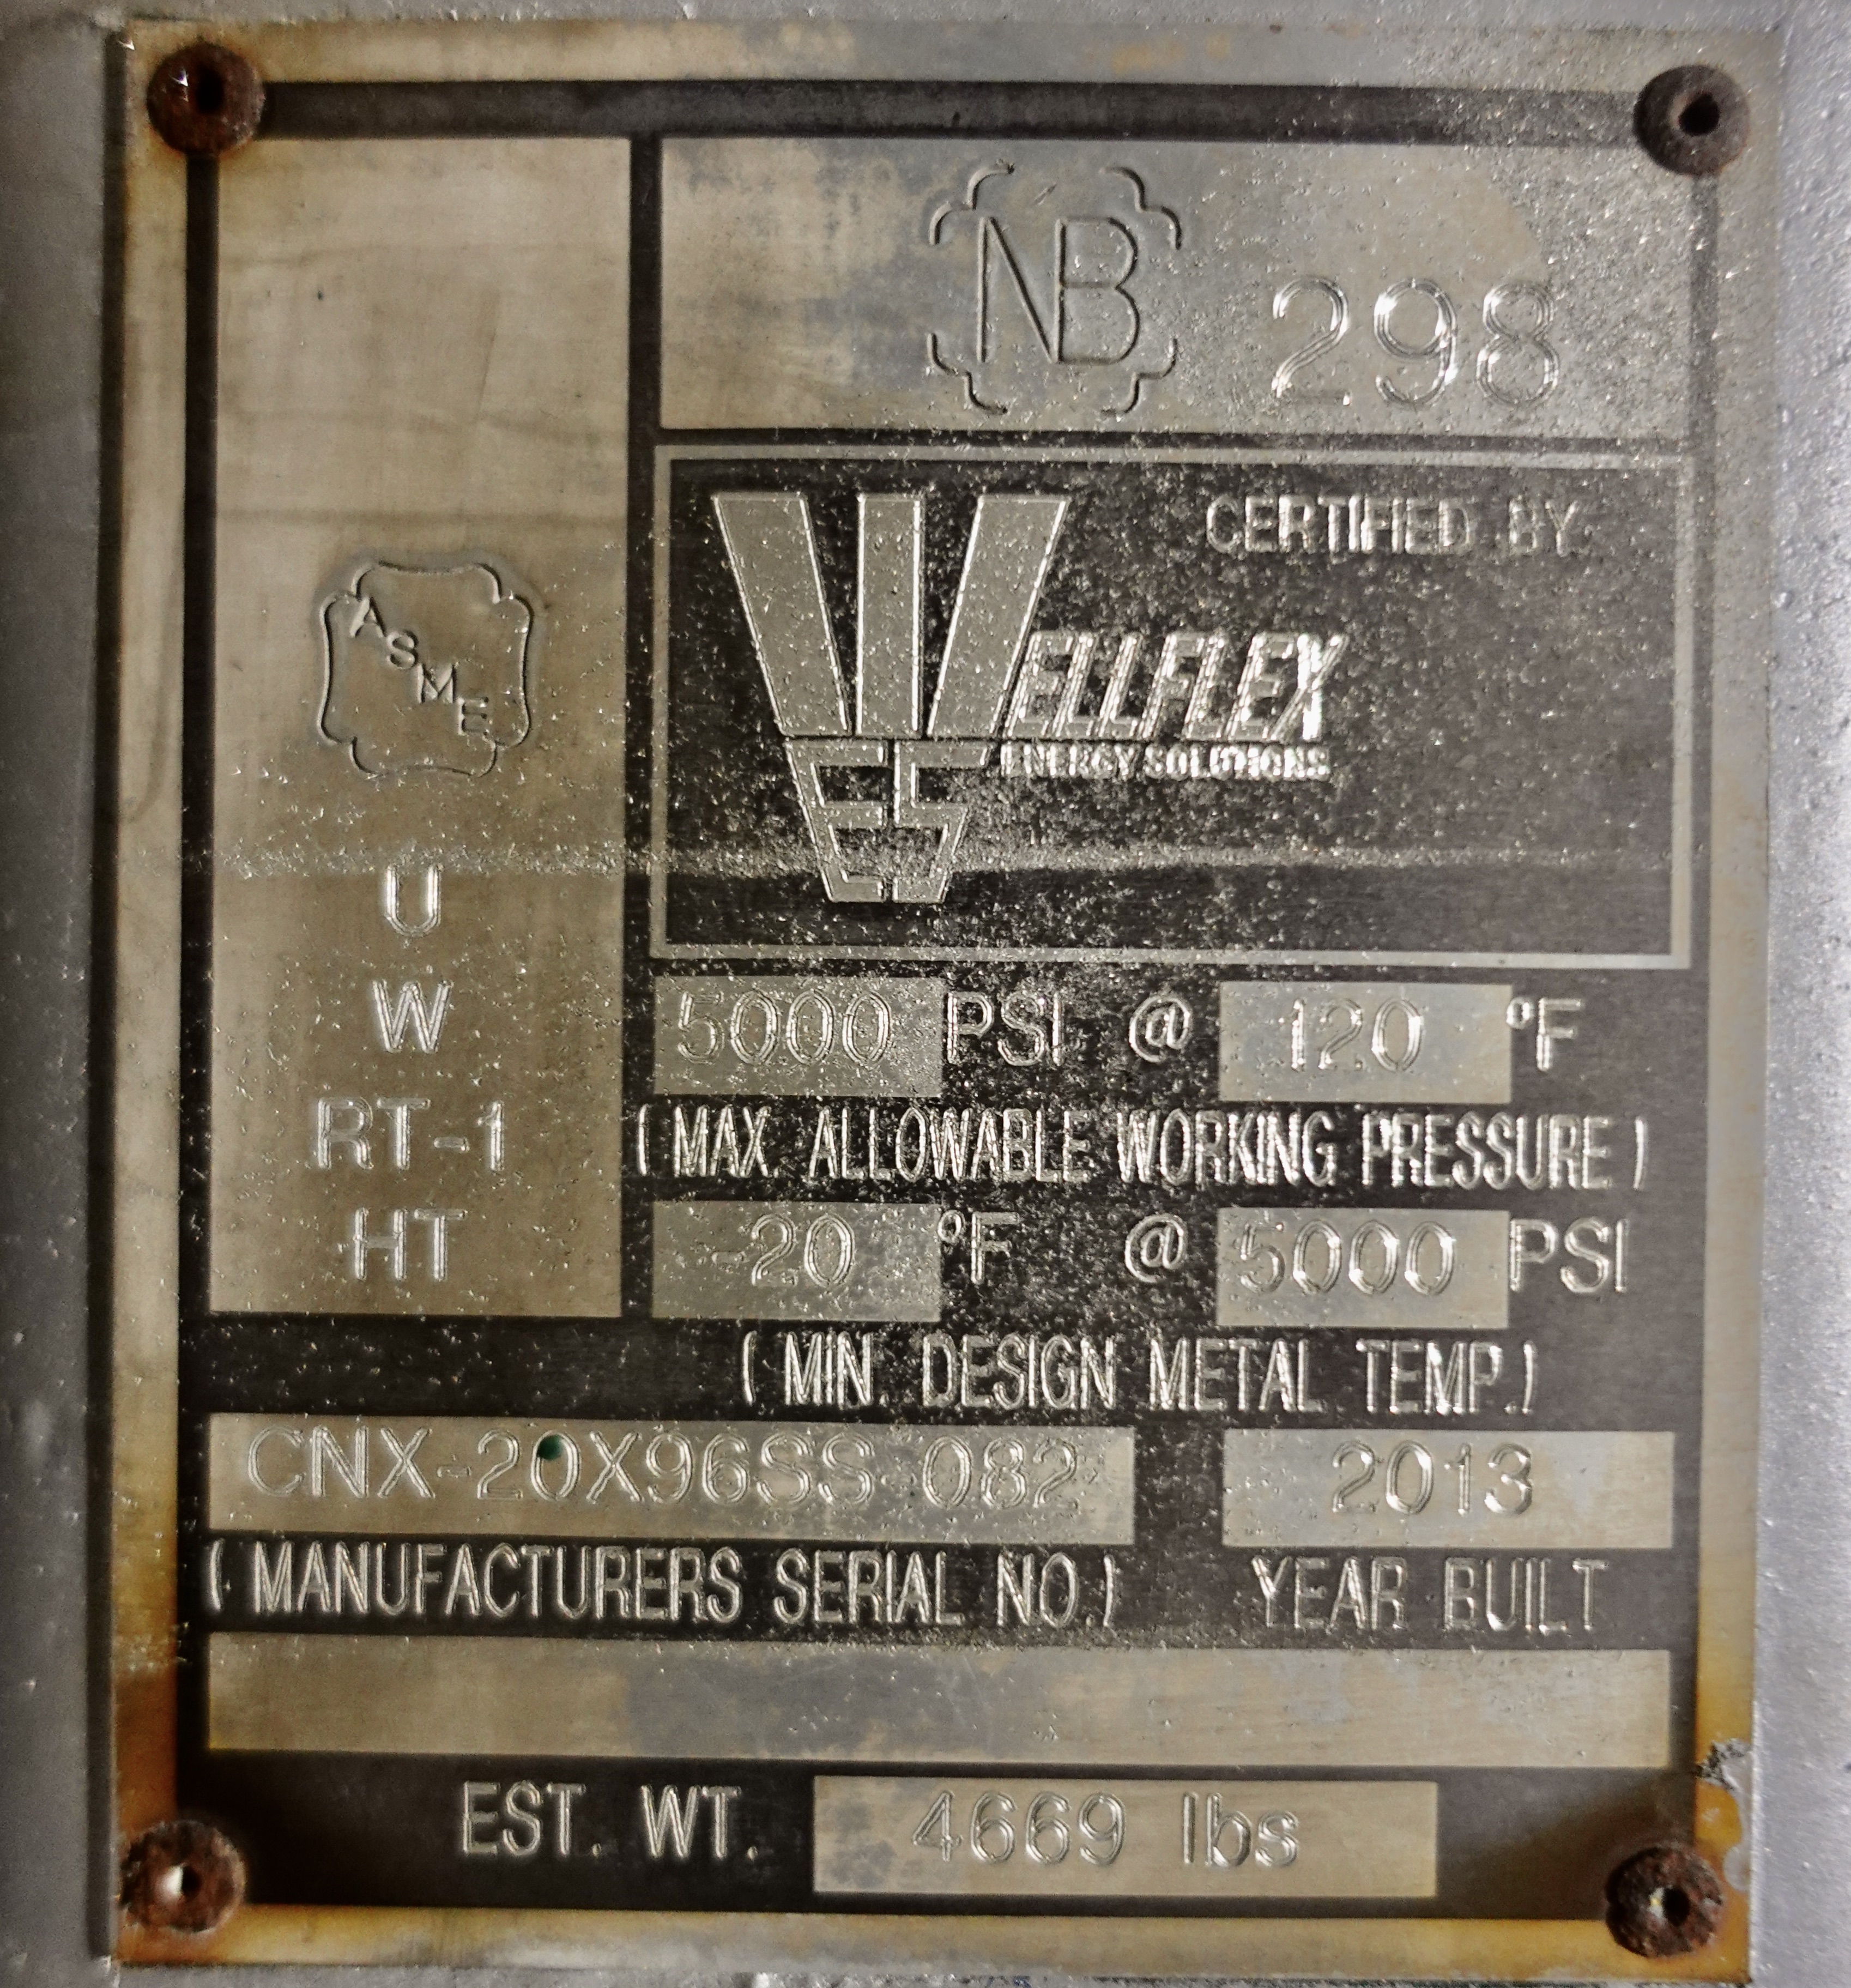 NB 298
CERTIFIED BY
WELLFLEX
ENERGY SOLUTIONS
ES
ASME
U
W
RT-1
HT
5000 PSI @ 120 °F
( MAX. ALLOWABLE WORKING PRESSURE )
-20 °F @ 5000 PSI
( MIN. DESIGN METAL TEMP.)
CNX-20X96SS-082 2013
( MANUFACTURERS SERIAL NO.) YEAR BUILT
EST. WT. 4669 lbs